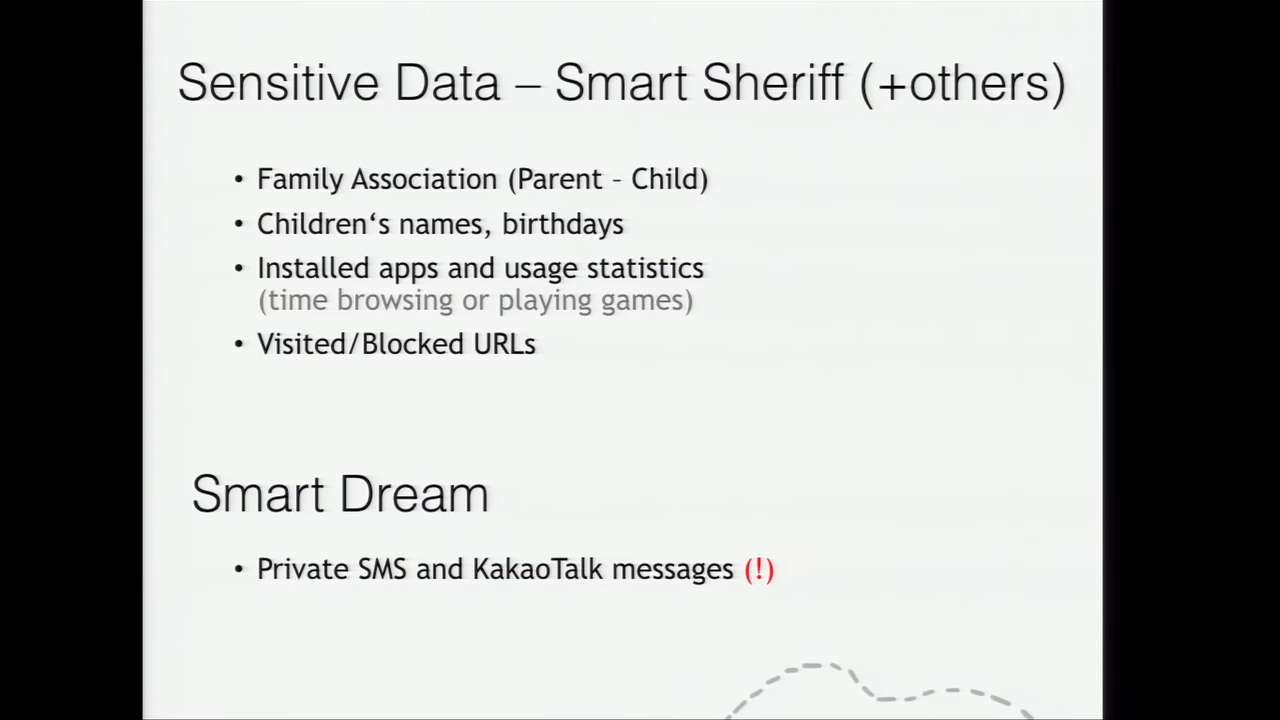 Sensitive Data – Smart Sheriff (+others)
• Family Association (Parent – Child)
• Children‘s names, birthdays
• Installed apps and usage statistics
(time browsing or playing games)
• Visited/Blocked URLs
Smart Dream
• Private SMS and KakaoTalk messages (!)